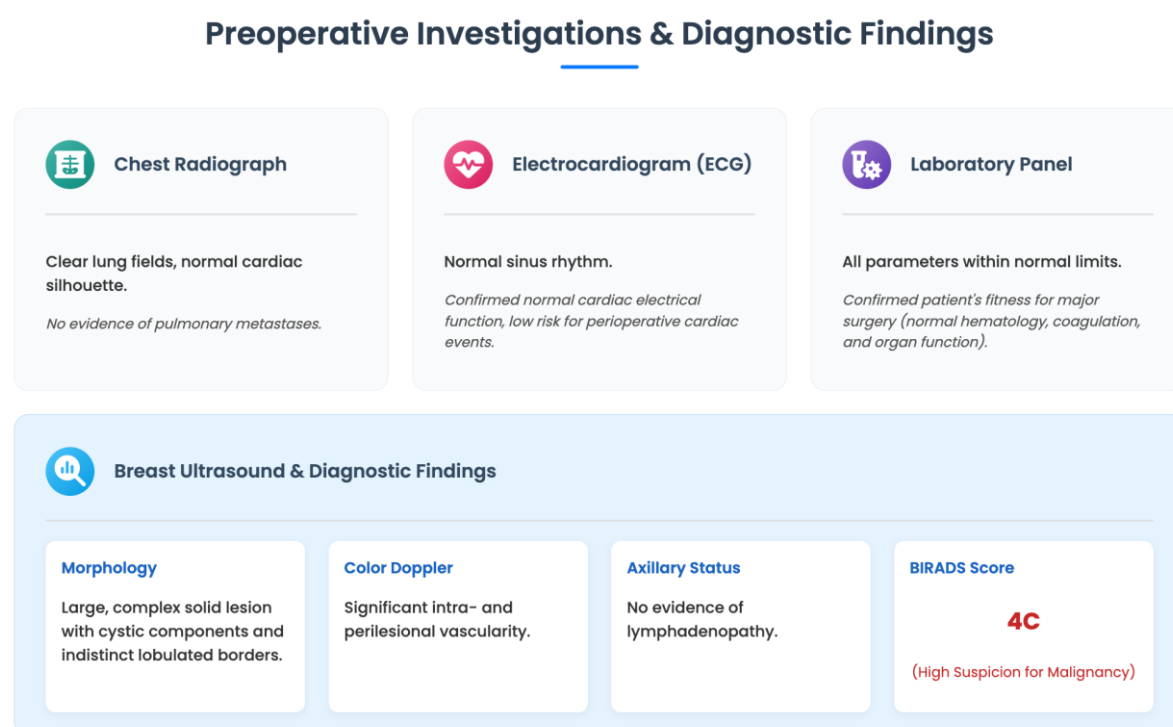 Preoperative Investigations & Diagnostic Findings
Chest Radiograph
Clear lung fields, normal cardiac
silhouette.
No evidence of pulmonary metastases.
Electrocardiogram (ECG)
Normal sinus rhythm.
Confirmed normal cardiac electrical
function, low risk for perioperative cardiac
events.
Laboratory Panel
All parameters within normal limits.
Confirmed patient's fitness for major
surgery (normal hematology, coagulation,
and organ function).
Breast Ultrasound & Diagnostic Findings
Morphology
Large, complex solid lesion
with cystic components and
indistinct lobulated borders.
Color Doppler
Significant intra- and
perilesional vascularity.
Axillary Status
No evidence of
lymphadenopathy.
BIRADS Score
4C
(High Suspicion for Malignancy)